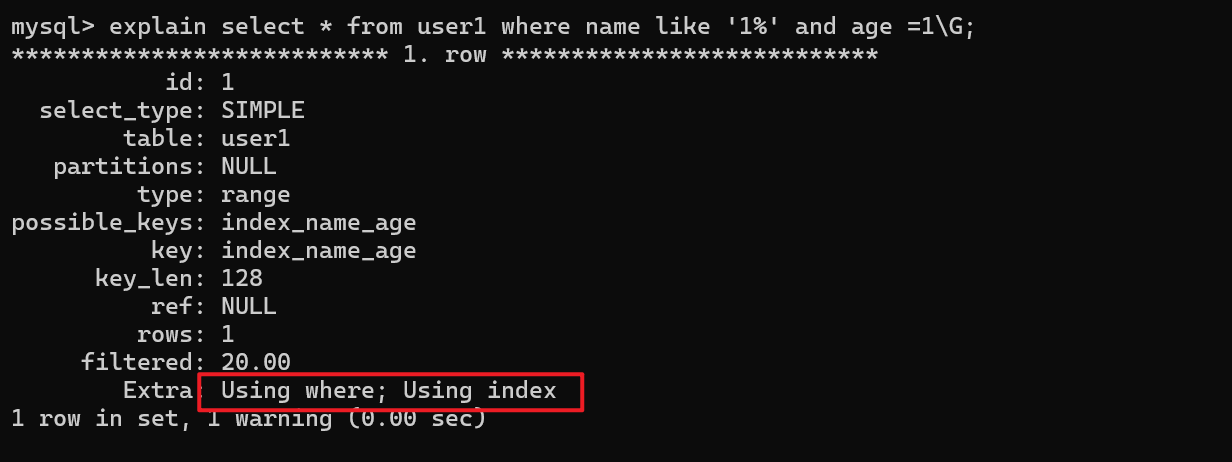 mysql> explain select * from user1 where name like '1%' and age =1\G;
*************************** 1. row ***************************
           id: 1
  select_type: SIMPLE
        table: user1
   partitions: NULL
         type: range
possible_keys: index_name_age
          key: index_name_age
      key_len: 128
          ref: NULL
         rows: 1
     filtered: 20.00
        Extra: Using where; Using index
1 row in set, 1 warning (0.00 sec)